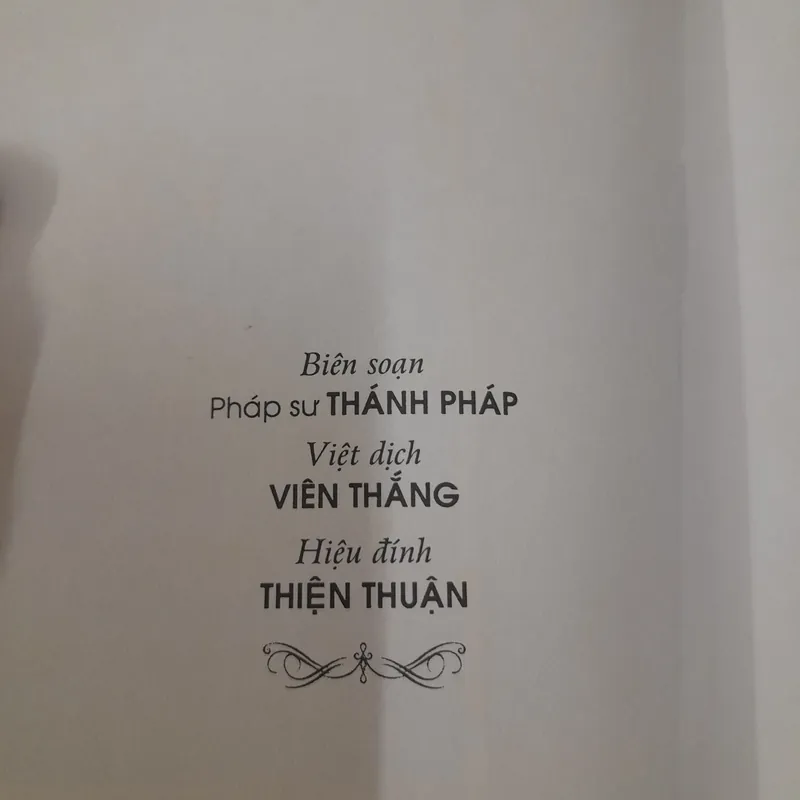 Biên soạn
Pháp sư THÁNH PHÁP
Việt dịch
VIÊN THẮNG
Hiệu đính
THIỆN THUẬN